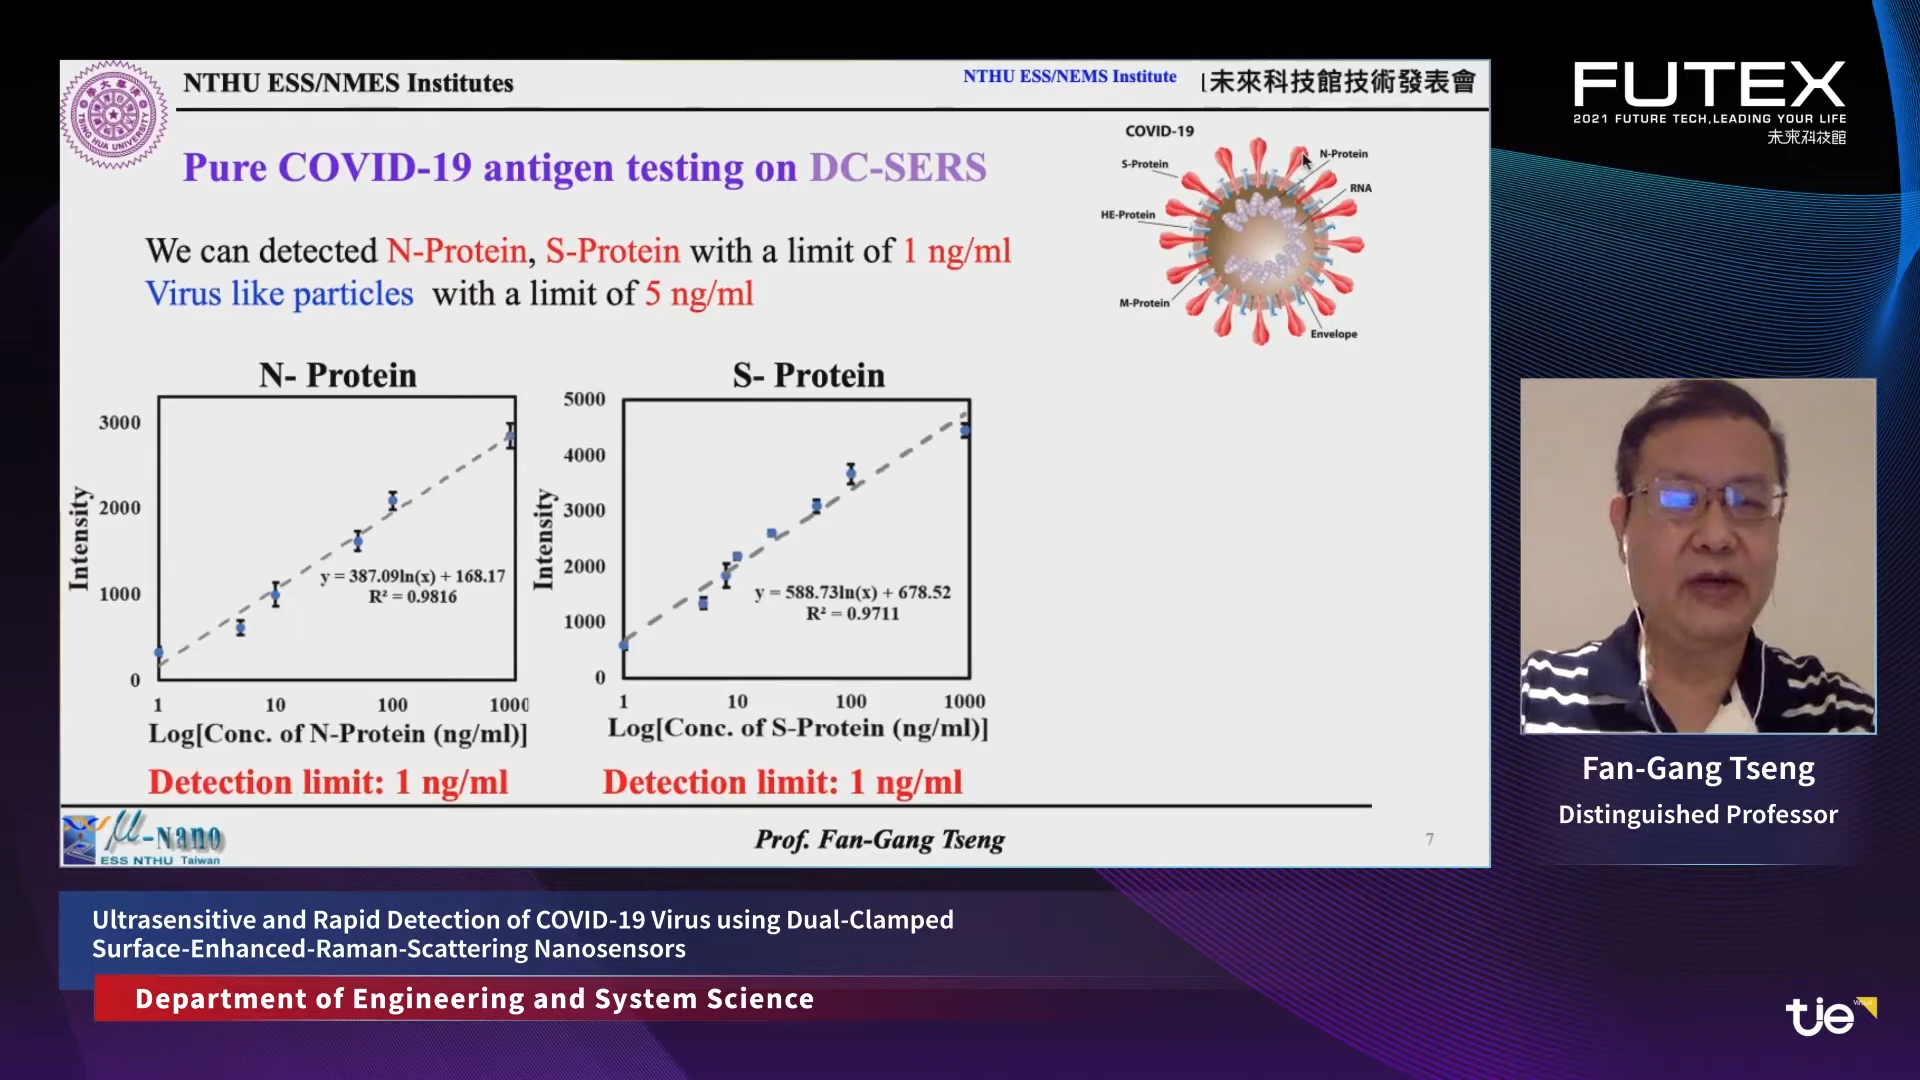 NTHU ESS/NMES Institutes
NTHU ESS/NEMS Institute
未來科技館技術發表會
Pure COVID-19 antigen testing on DC-SERS
We can detected N-Protein, S-Protein with a limit of 1 ng/ml
Virus like particles with a limit of 5 ng/ml
COVID-19
S-Protein
N-Protein
RNA
HE-Protein
M-Protein
Envelope
N- Protein
Intensity
3000
2000
1000
0
y = 387.09ln(x) + 168.17
R² = 0.9816
1 10 100 1000
Log[Conc. of N-Protein (ng/ml)]
Detection limit: 1 ng/ml
S- Protein
Intensity
5000
4000
3000
2000
1000
0
y = 588.73ln(x) + 678.52
R² = 0.9711
1 10 100 1000
Log[Conc. of S-Protein (ng/ml)]
Detection limit: 1 ng/ml
μ-Nano
ESS NTHU Taiwan
Prof. Fan-Gang Tseng
7
FUTEX
2021 FUTURE TECH,LEADING YOUR LIFE
未來科技館
Fan-Gang Tseng
Distinguished Professor
Ultrasensitive and Rapid Detection of COVID-19 Virus using Dual-Clamped
Surface-Enhanced-Raman-Scattering Nanosensors
Department of Engineering and System Science
tie